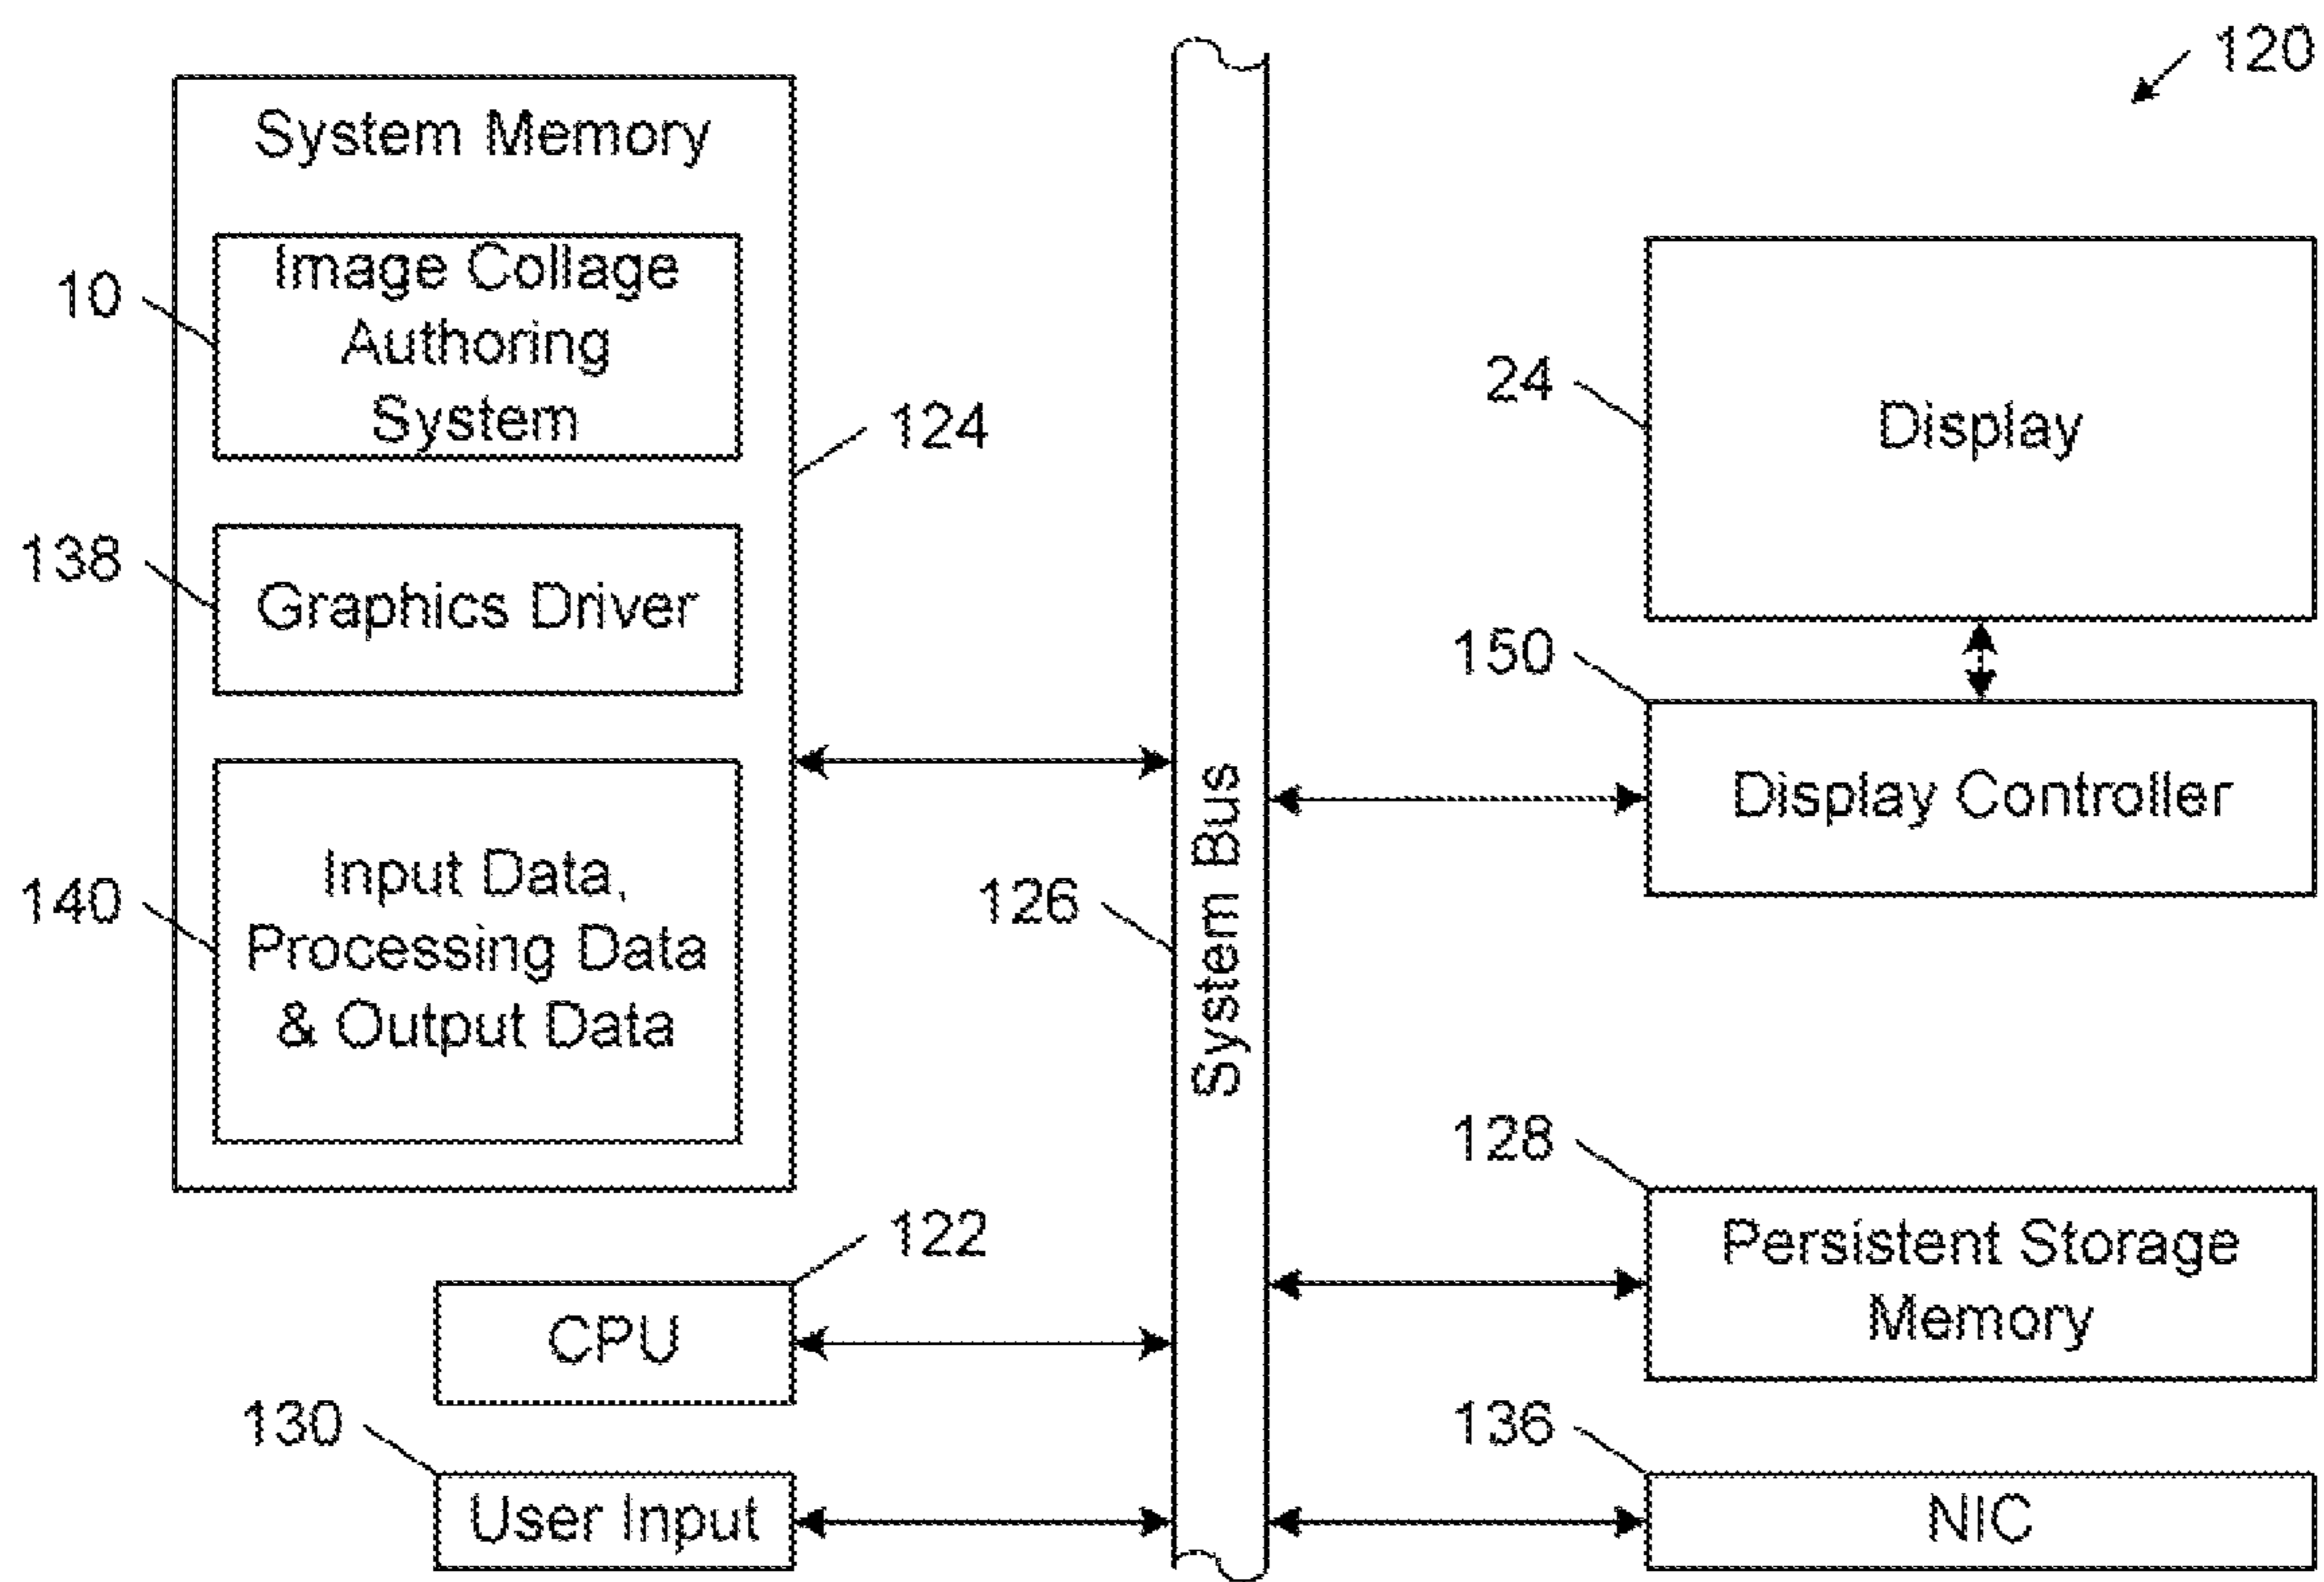 120
System Memory
Image Collage
Authoring
System
10
124
138
Graphics Driver
Input Data,
Processing Data
& Output Data
140
122
CPU
130
User Input
126
System Bus
24
Display
150
Display Controller
128
Persistent Storage
Memory
136
NIC